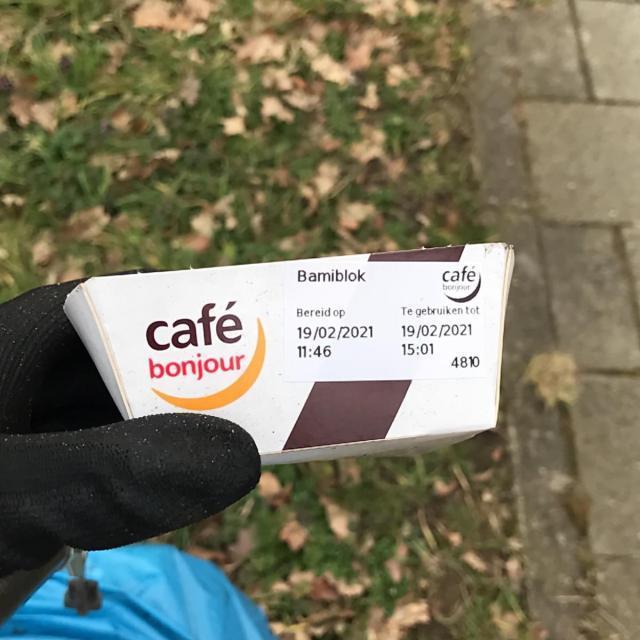 café
bonjour
Bamiblok
café
bonjour
Bereid op
19/02/2021
11:46
Te gebruiken tot
19/02/2021
15:01
4810